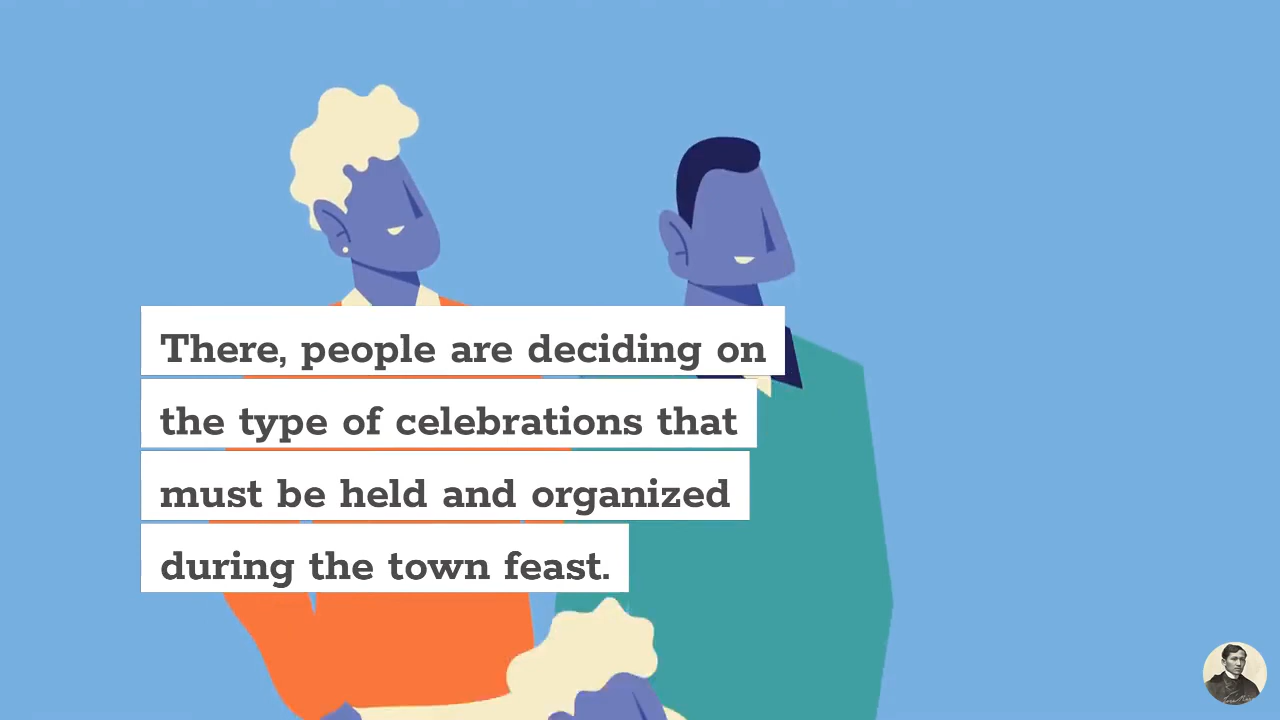 There, people are deciding on
the type of celebrations that
must be held and organized
during the town feast.